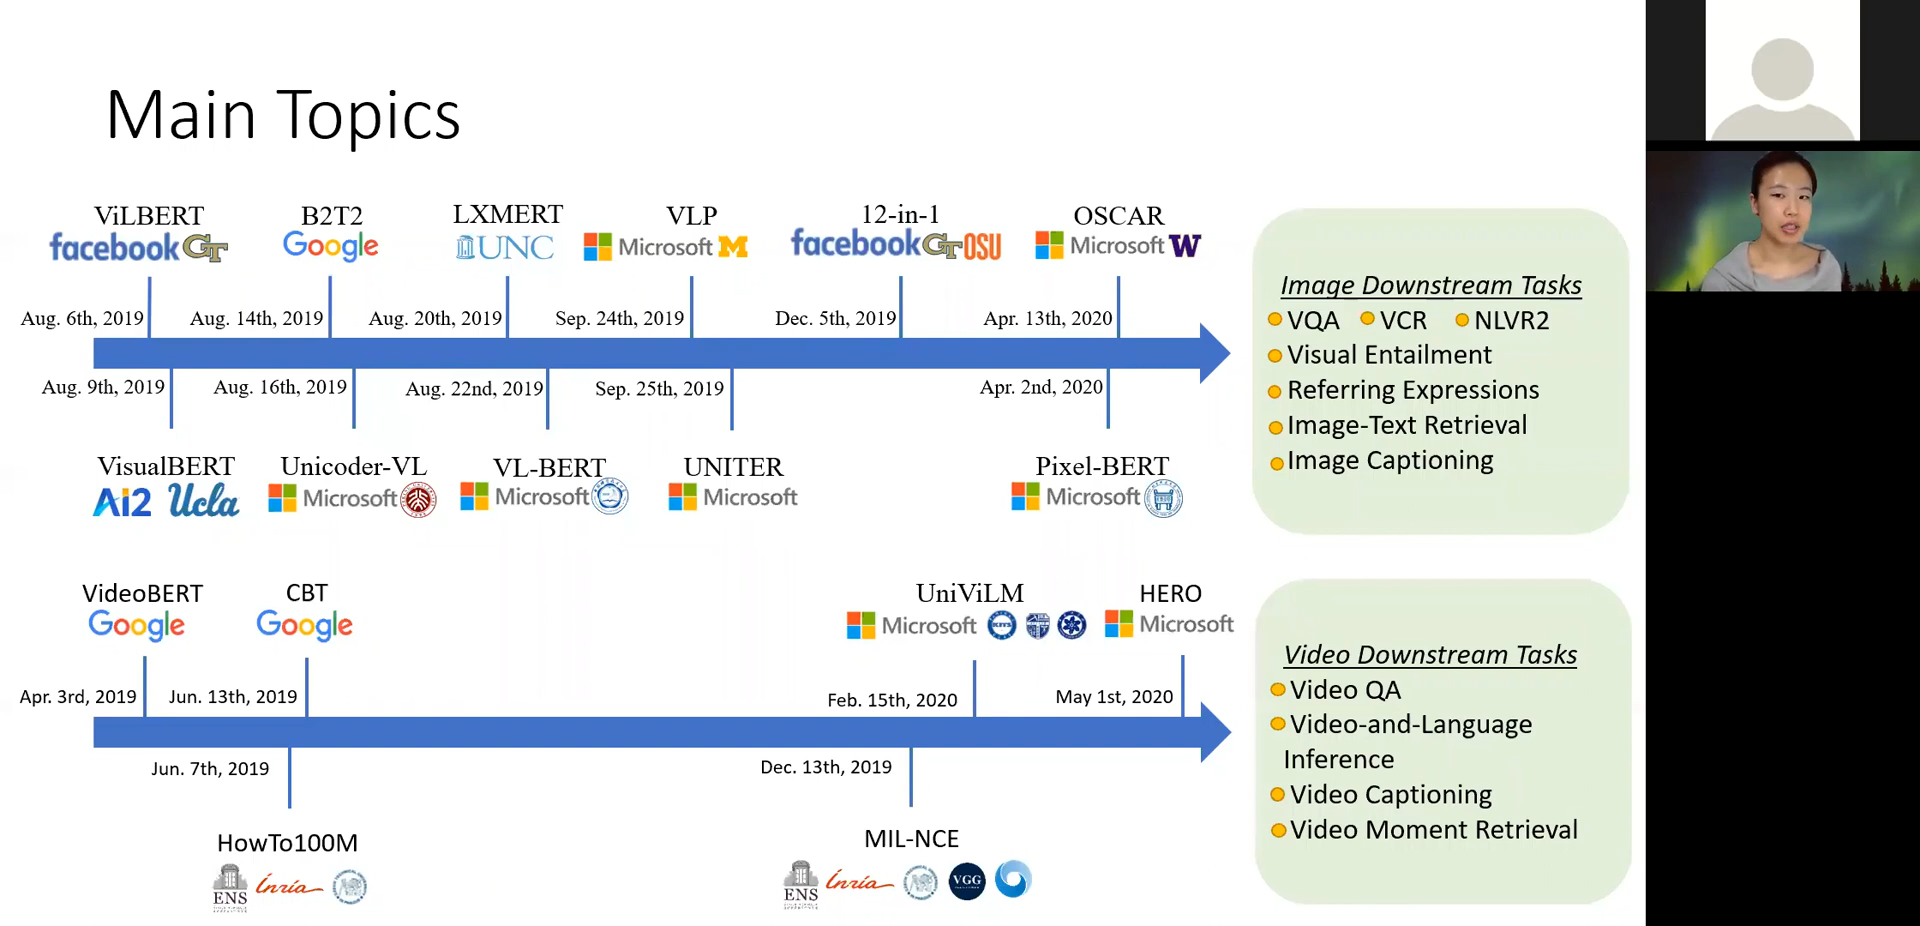 Main Topics
ViLBERT
facebook GT
B2T2
Google
LXMERT
UNC
VLP
Microsoft M
12-in-1
facebook GT OSU
OSCAR
Microsoft W
Aug. 6th, 2019
Aug. 14th, 2019
Aug. 20th, 2019
Sep. 24th, 2019
Dec. 5th, 2019
Apr. 13th, 2020
Aug. 9th, 2019
Aug. 16th, 2019
Aug. 22nd, 2019
Sep. 25th, 2019
Apr. 2nd, 2020
VisualBERT
AI2 Ucla
Unicoder-VL
Microsoft
VL-BERT
Microsoft
UNITER
Microsoft
Pixel-BERT
Microsoft
Image Downstream Tasks
VQA VCR NLVR2
Visual Entailment
Referring Expressions
Image-Text Retrieval
Image Captioning
VideoBERT
Google
CBT
Google
UniViLM
Microsoft
HERO
Microsoft
Apr. 3rd, 2019
Jun. 13th, 2019
Feb. 15th, 2020
May 1st, 2020
Jun. 7th, 2019
Dec. 13th, 2019
HowTo100M
ENS Inria
MIL-NCE
ENS Inria VGG
Video Downstream Tasks
Video QA
Video-and-Language
Inference
Video Captioning
Video Moment Retrieval